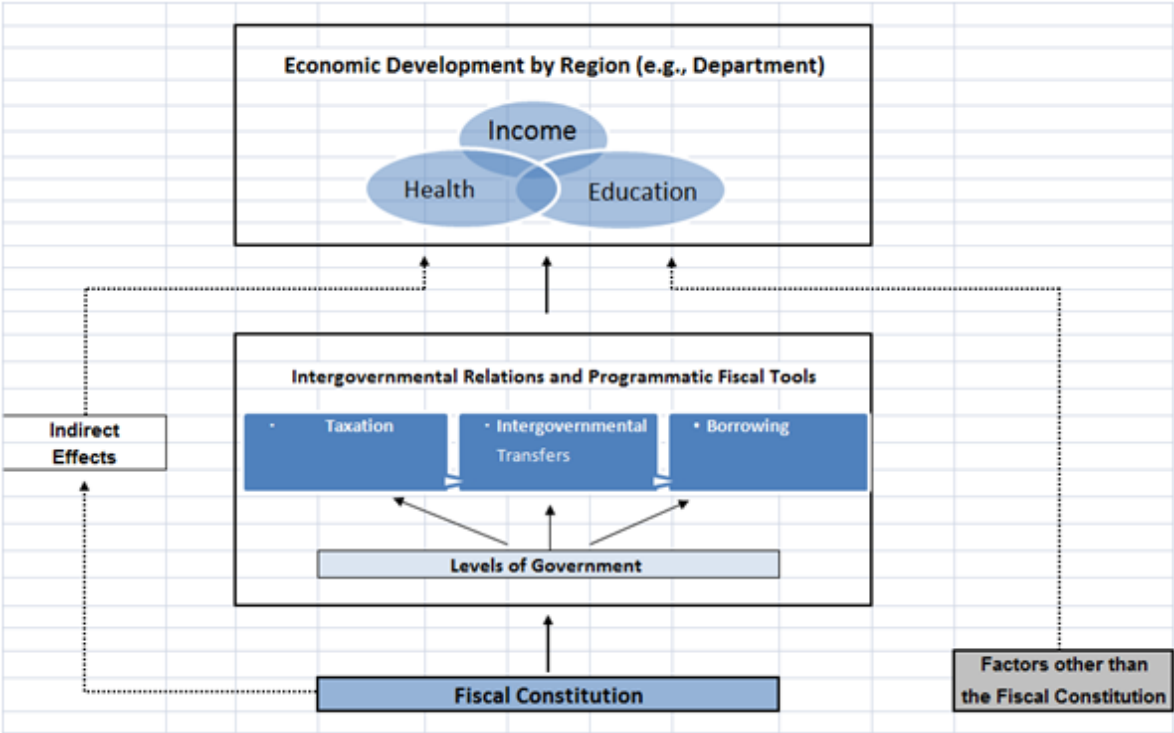 Economic Development by Region (e.g., Department)
Income
Health
Education
Intergovernmental Relations and Programmatic Fiscal Tools
· Taxation
· Intergovernmental
Transfers
• Borrowing
Indirect
Effects
Levels of Government
Fiscal Constitution
Factors other than
the Fiscal Constitution